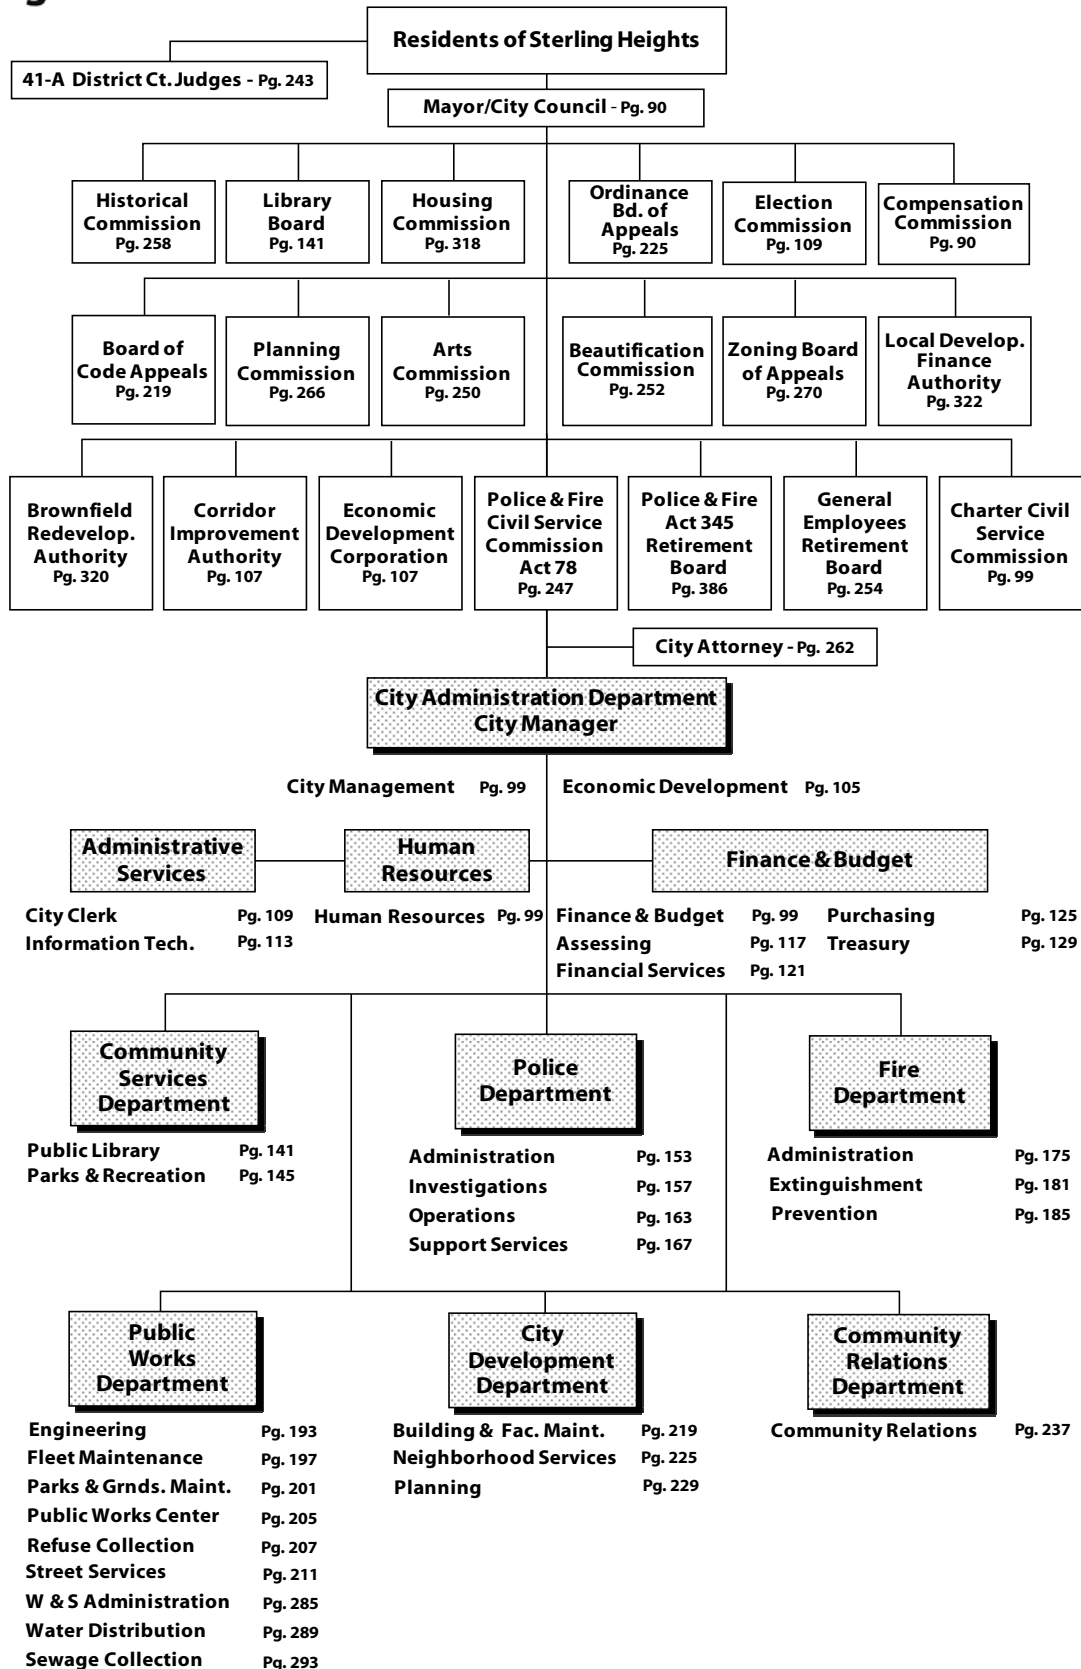 g
Residents of Sterling Heights
41-A District Ct. Judges - Pg. 243
Mayor/City Council - Pg. 90
Historical
Commission
Pg. 258
Library
Board
Pg. 141
Housing
Commission
Pg. 318
Ordinance
Bd. of
Appeals
Pg. 225
Election
Commission
Pg. 109
Compensation
Commission
Pg. 90
Board of
Code Appeals
Pg. 219
Planning
Commission
Pg. 266
Arts
Commission
Pg. 250
Beautification
Commission
Pg. 252
Zoning Board
of Appeals
Pg. 270
Local Develop.
Finance
Authority
Pg. 322
Brownfield
Redevelop.
Authority
Pg. 320
Corridor
Improvement
Authority
Pg. 107
Economic
Development
Corporation
Pg. 107
Police & Fire
Civil Service
Commission
Act 78
Pg. 247
Police & Fire
Act 345
Retirement
Board
Pg. 386
General
Employees
Retirement
Board
Pg. 254
Charter Civil
Service
Commission
Pg. 99
City Attorney - Pg. 262
City Administration Department
City Manager
City Management Pg. 99
Economic Development Pg. 105
Administrative
Services
City Clerk Pg. 109
Information Tech. Pg. 113
Human
Resources
Human Resources Pg. 99
Finance & Budget
Finance & Budget Pg. 99
Assessing Pg. 117
Financial Services Pg. 121
Purchasing Pg. 125
Treasury Pg. 129
Community
Services
Department
Public Library Pg. 141
Parks & Recreation Pg. 145
Police
Department
Administration Pg. 153
Investigations Pg. 157
Operations Pg. 163
Support Services Pg. 167
Fire
Department
Administration Pg. 175
Extinguishment Pg. 181
Prevention Pg. 185
Public
Works
Department
Engineering Pg. 193
Fleet Maintenance Pg. 197
Parks & Grnds. Maint. Pg. 201
Public Works Center Pg. 205
Refuse Collection Pg. 207
Street Services Pg. 211
W & S Administration Pg. 285
Water Distribution Pg. 289
Sewage Collection Pg. 293
City
Development
Department
Building & Fac. Maint. Pg. 219
Neighborhood Services Pg. 225
Planning Pg. 229
Community
Relations
Department
Community Relations Pg. 237